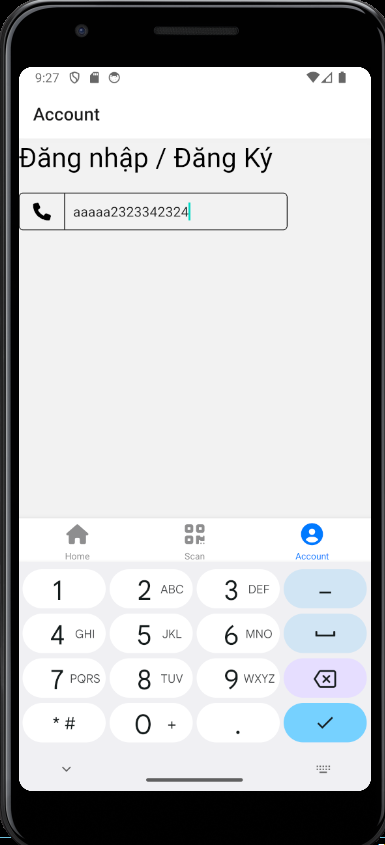 9:27
Account
Đăng nhập / Đăng Ký
aaaaa2323342324
Home Scan Account
1 2 ABC 3 DEF –
4 GHI 5 JKL 6 MNO
7 PQRS 8 TUV 9 WXYZ
* # 0 + .